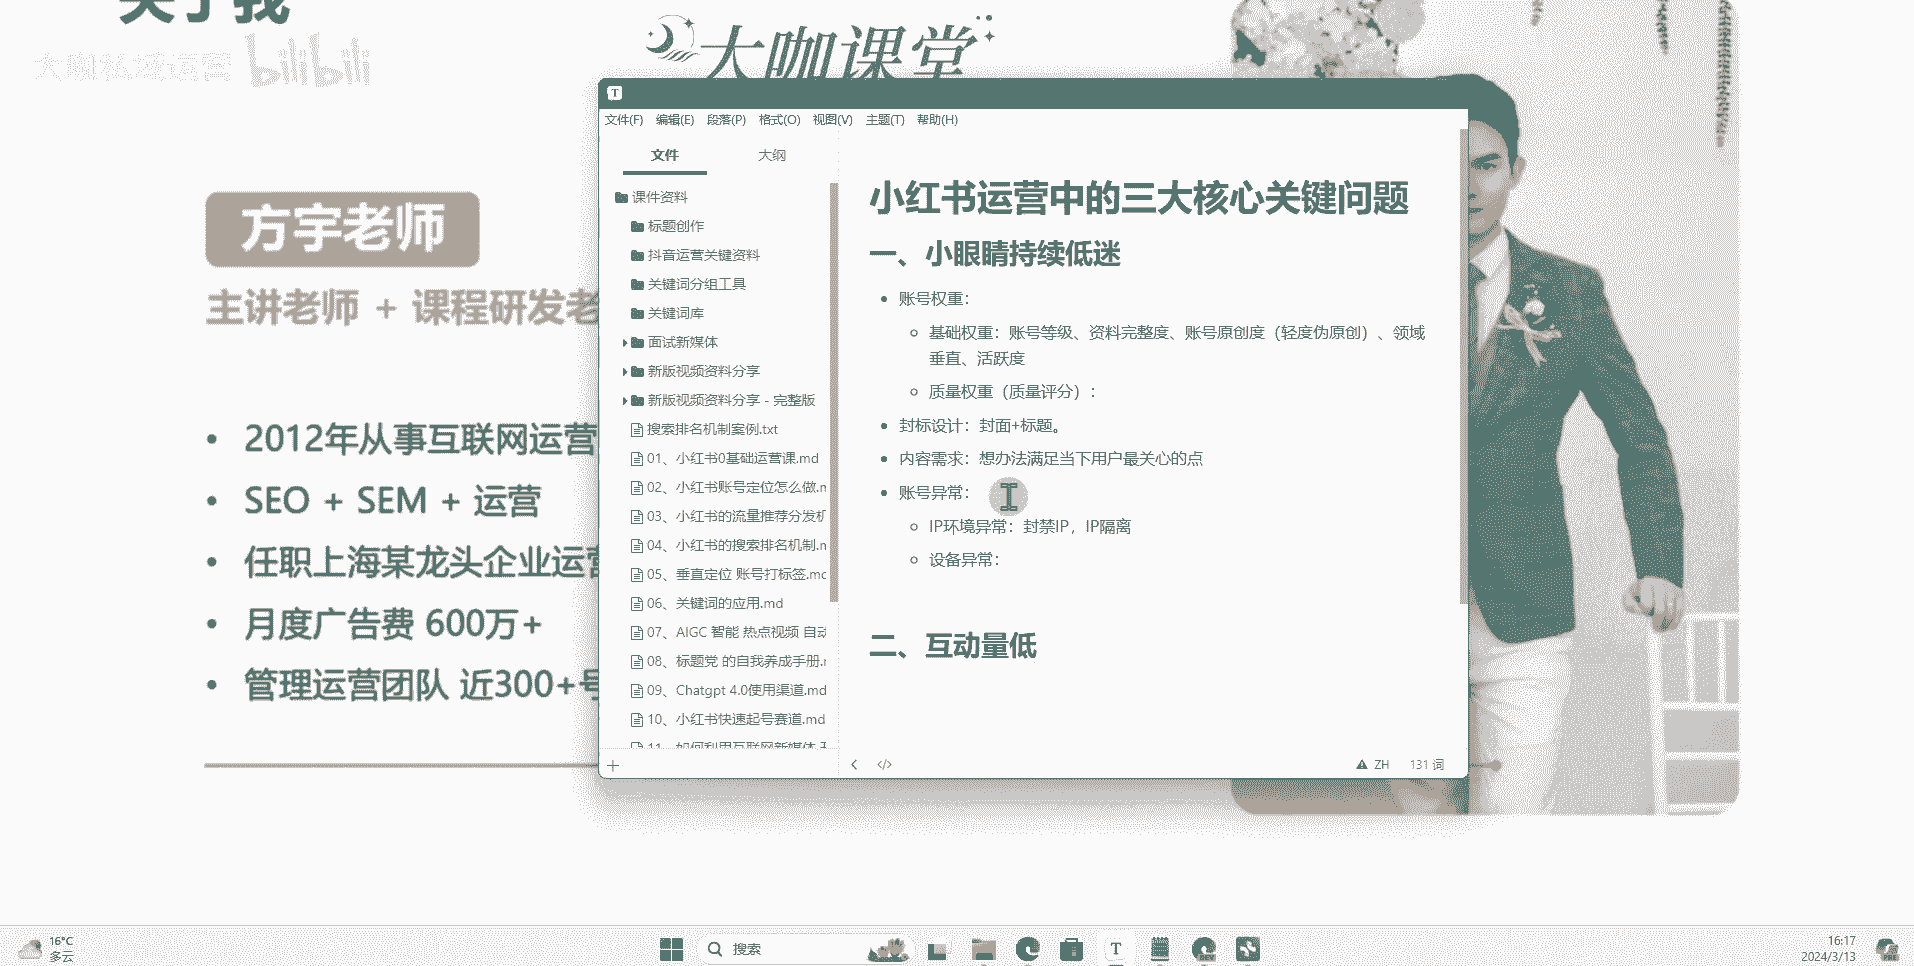 关于我
大咖私域运营 bilibili
大咖课堂
方宇老师
主讲老师 + 课程研发老
2012年从事互联网运营
SEO + SEM + 运营
任职上海某龙头企业运营
月度广告费 600万+
管理运营团队 近300+号
T
文件(F) 编辑(E) 段落(P) 格式(O) 视图(V) 主题(T) 帮助(H)
文件 大纲
课件资料
标题创作
抖音运营关键资料
关键词分组工具
关键词库
面试新媒体
新版视频资料分享
新版视频资料分享 - 完整版
搜索排名机制案例.txt
01、小红书0基础运营课.md
02、小红书账号定位怎么做.m
03、小红书的流量推荐分发机
04、小红书的搜索排名机制.m
05、垂直定位 账号打标签.md
06、关键词的应用.md
07、AIGC 智能 热点视频 自动
08、标题党 的自我养成手册.m
09、Chatgpt 4.0使用渠道.md
10、小红书快速起号赛道.md
11、如何利用互联网新媒体
小红书运营中的三大核心关键问题
一、小眼睛持续低迷
账号权重：
基础权重：账号等级、资料完整度、账号原创度（轻度伪原创）、领域
垂直、活跃度
质量权重（质量评分）：
封标设计：封面+标题。
内容需求：想办法满足当下用户最关心的点
账号异常：
IP环境异常：封禁IP，IP隔离
设备异常：
二、互动量低
ZH 131 词
16°C
多云
搜索
T
DEV
16:17
2024/3/13
PRE